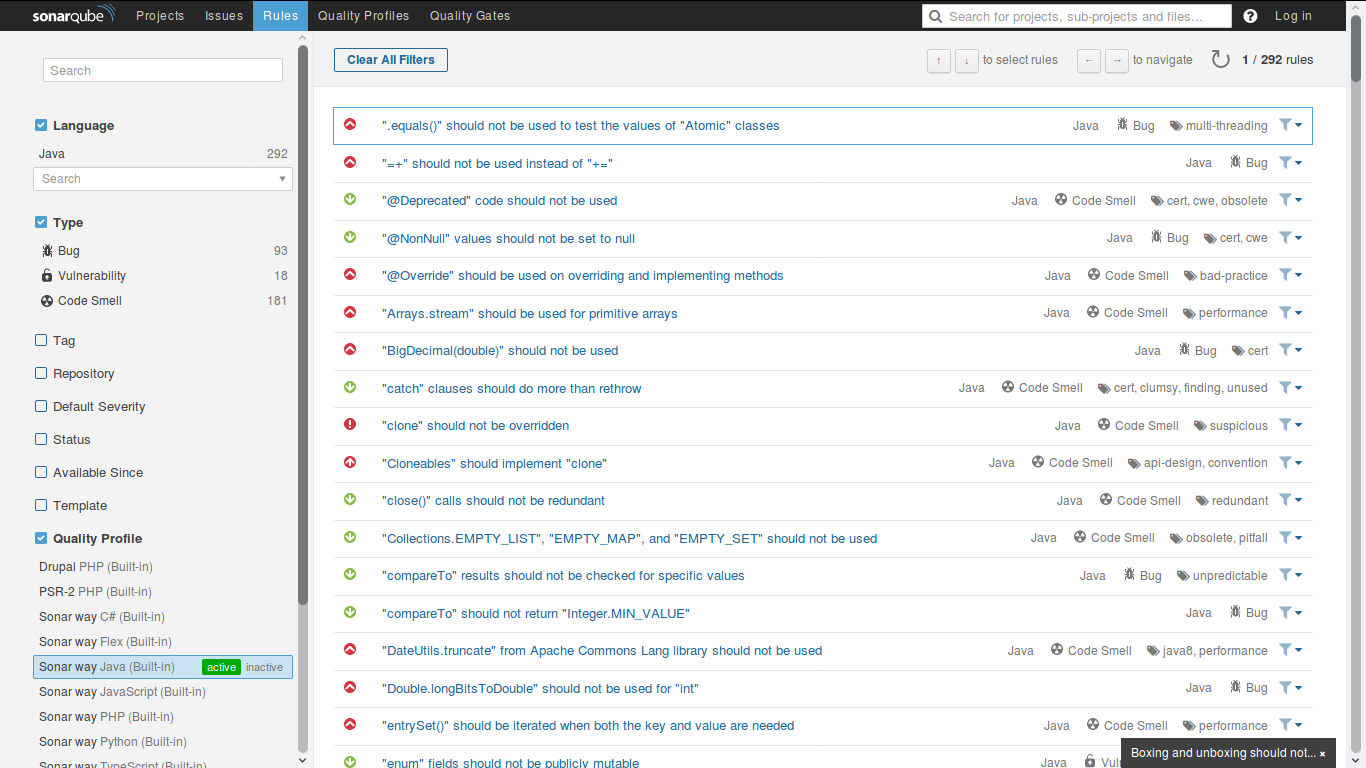 sonarqube Projects Issues Rules Quality Profiles Quality Gates Search for projects, sub-projects and files... ? Log in
Search
Language
Java 292
Search
Type
Bug 93
Vulnerability 18
Code Smell 181
Tag
Repository
Default Severity
Status
Available Since
Template
Quality Profile
Drupal PHP (Built-in)
PSR-2 PHP (Built-in)
Sonar way C# (Built-in)
Sonar way Flex (Built-in)
Sonar way Java (Built-in) active inactive
Sonar way JavaScript (Built-in)
Sonar way PHP (Built-in)
Sonar way Python (Built-in)
Sonar way TypeScript (Built-in)
Clear All Filters ↑ ↓ to select rules ← → to navigate 1 / 292 rules
".equals()" should not be used to test the values of "Atomic" classes Java Bug multi-threading
"=+" should not be used instead of "+=" Java Bug
"@Deprecated" code should not be used Java Code Smell cert, cwe, obsolete
"@NonNull" values should not be set to null Java Bug cert, cwe
"@Override" should be used on overriding and implementing methods Java Code Smell bad-practice
"Arrays.stream" should be used for primitive arrays Java Code Smell performance
"BigDecimal(double)" should not be used Java Bug cert
"catch" clauses should do more than rethrow Java Code Smell cert, clumsy, finding, unused
"clone" should not be overridden Java Code Smell suspicious
"Cloneables" should implement "clone" Java Code Smell api-design, convention
"close()" calls should not be redundant Java Code Smell redundant
"Collections.EMPTY_LIST", "EMPTY_MAP", and "EMPTY_SET" should not be used Java Code Smell obsolete, pitfall
"compareTo" results should not be checked for specific values Java Bug unpredictable
"compareTo" should not return "Integer.MIN_VALUE" Java Bug
"DateUtils.truncate" from Apache Commons Lang library should not be used Java Code Smell java8, performance
"Double.longBitsToDouble" should not be used for "int" Java Bug
"entrySet()" should be iterated when both the key and value are needed Java Code Smell performance
"enum" fields should not be publicly mutable Java
Boxing and unboxing should not... ×